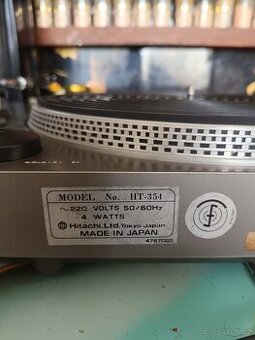 MODEL No. HT-354
~ 220 VOLTS 50/60Hz
4 WATTS
Hitachi, Ltd. Tokyo Japan
MADE IN JAPAN
4767022